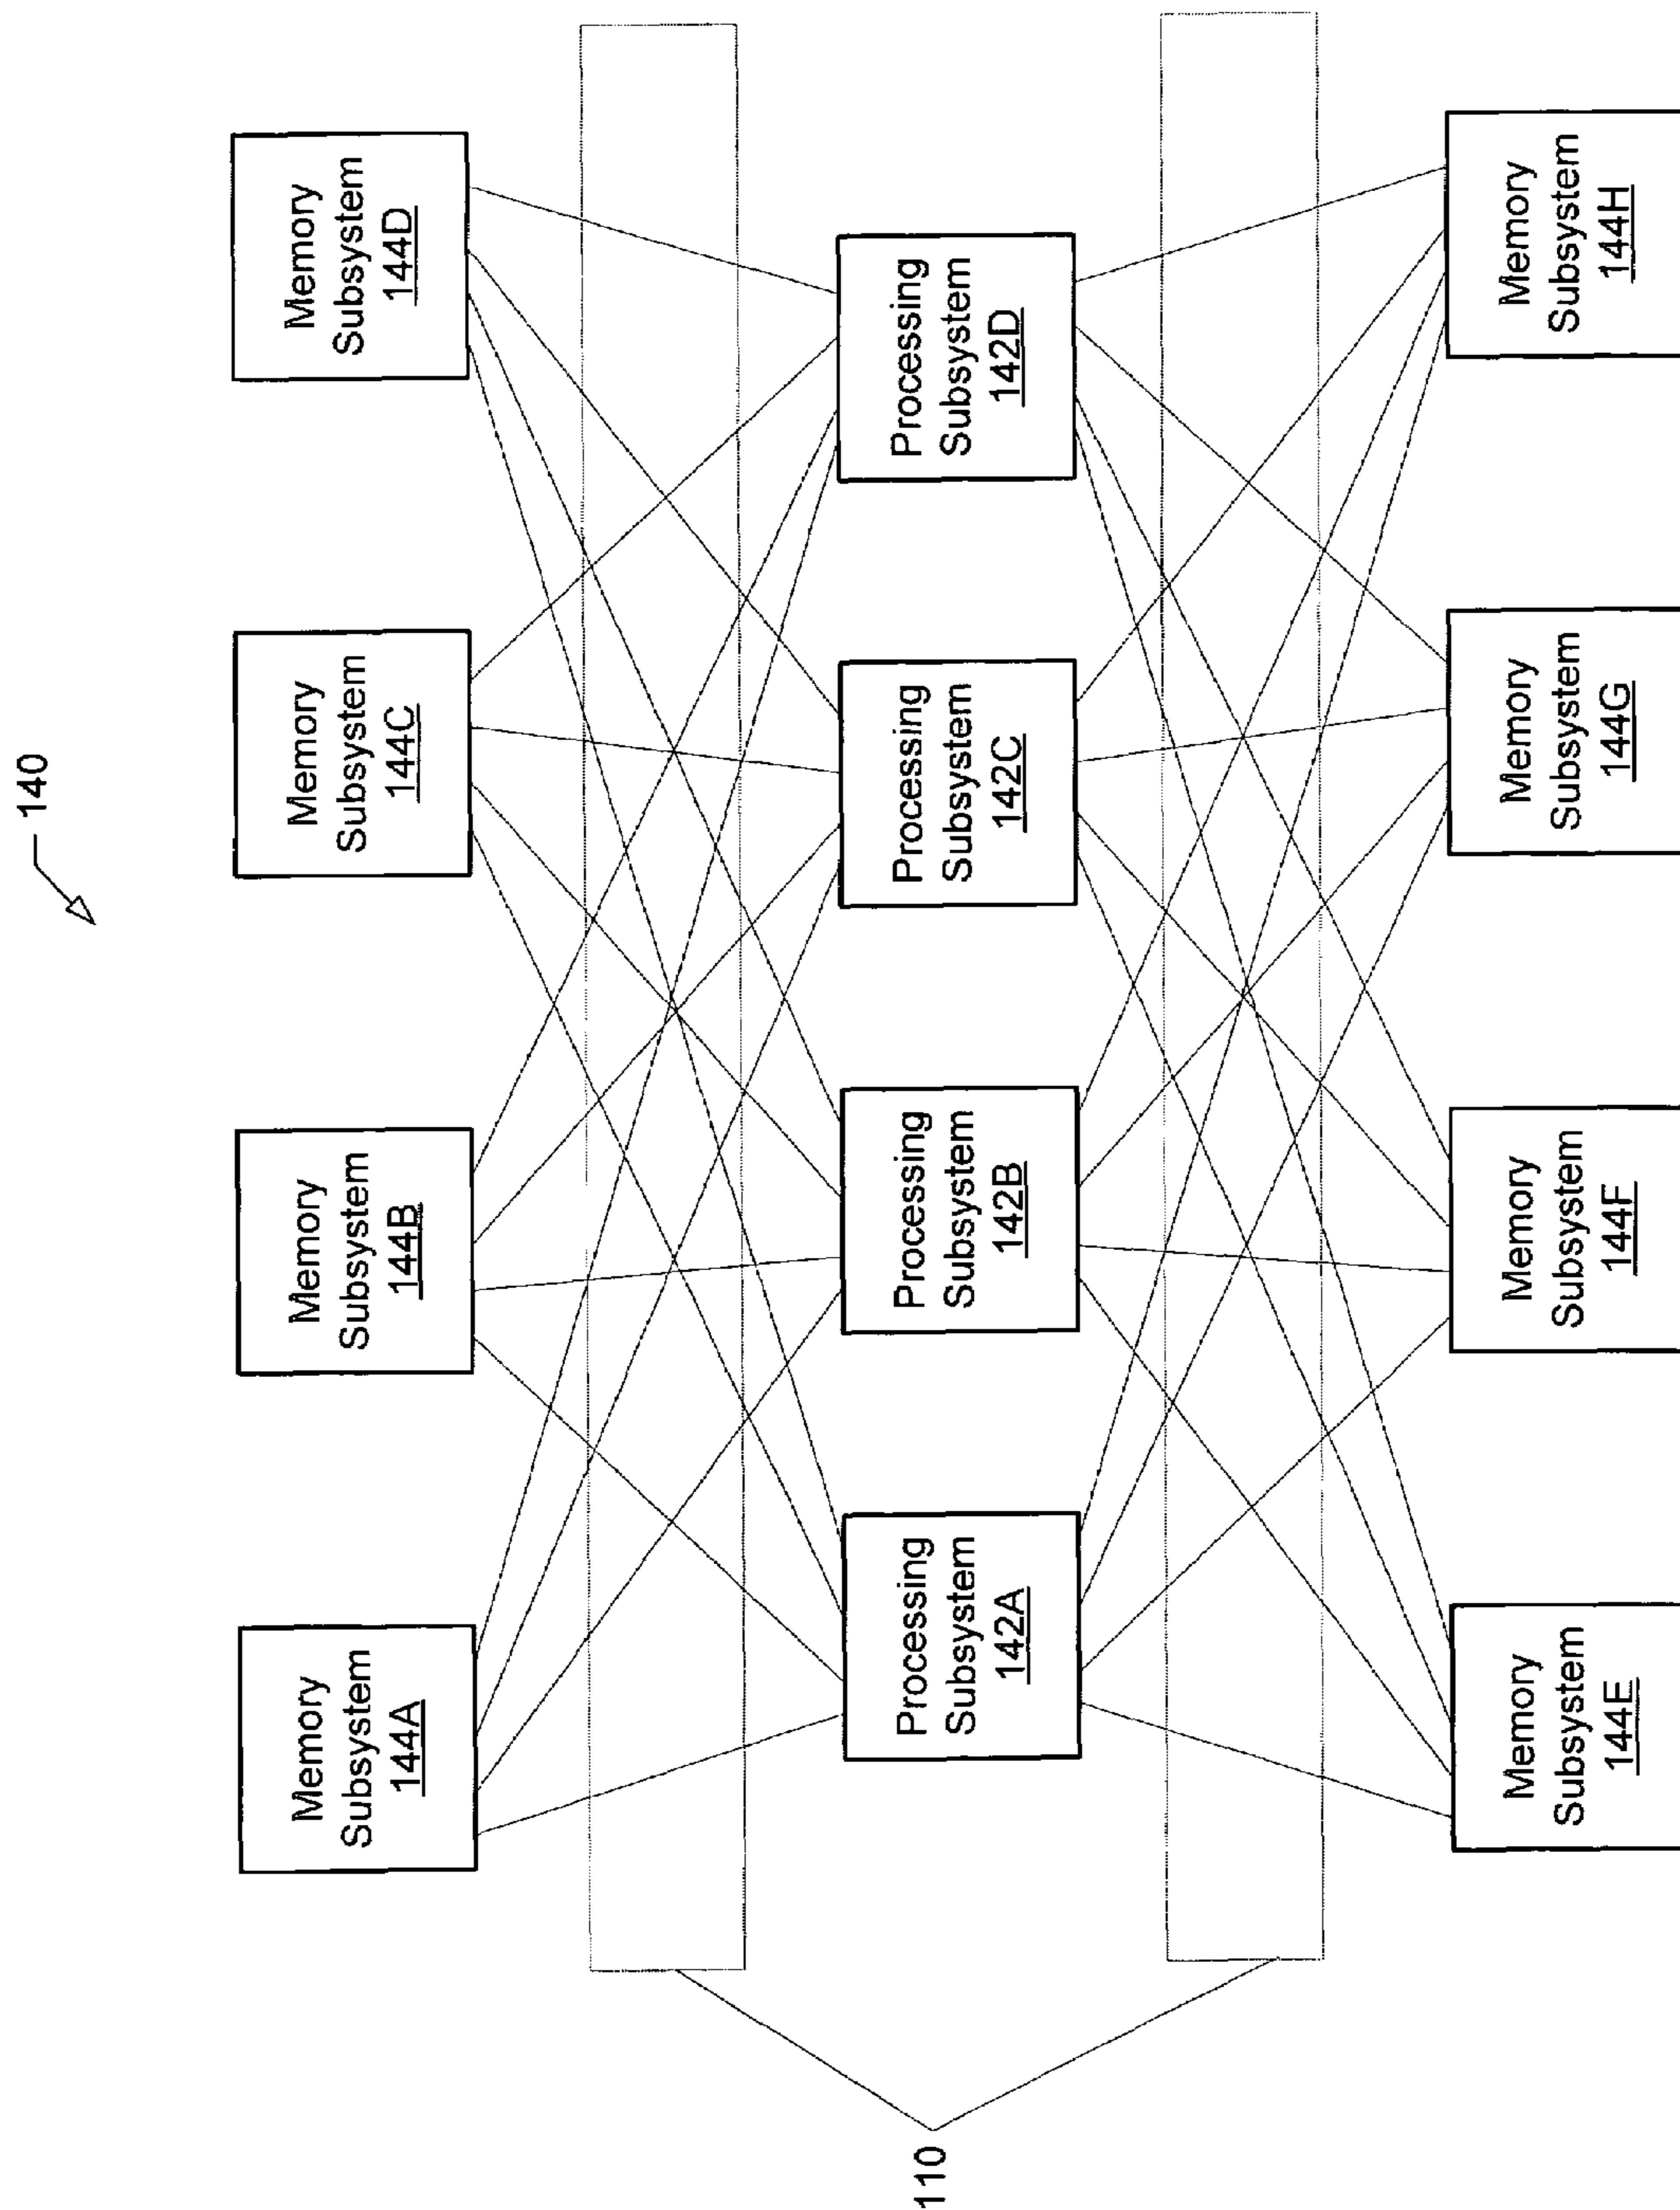 140
Memory
Subsystem
144A
Memory
Subsystem
144B
Memory
Subsystem
144C
Memory
Subsystem
144D
110
Processing
Subsystem
142A
Processing
Subsystem
142B
Processing
Subsystem
142C
Processing
Subsystem
142D
Memory
Subsystem
144E
Memory
Subsystem
144F
Memory
Subsystem
144G
Memory
Subsystem
144H